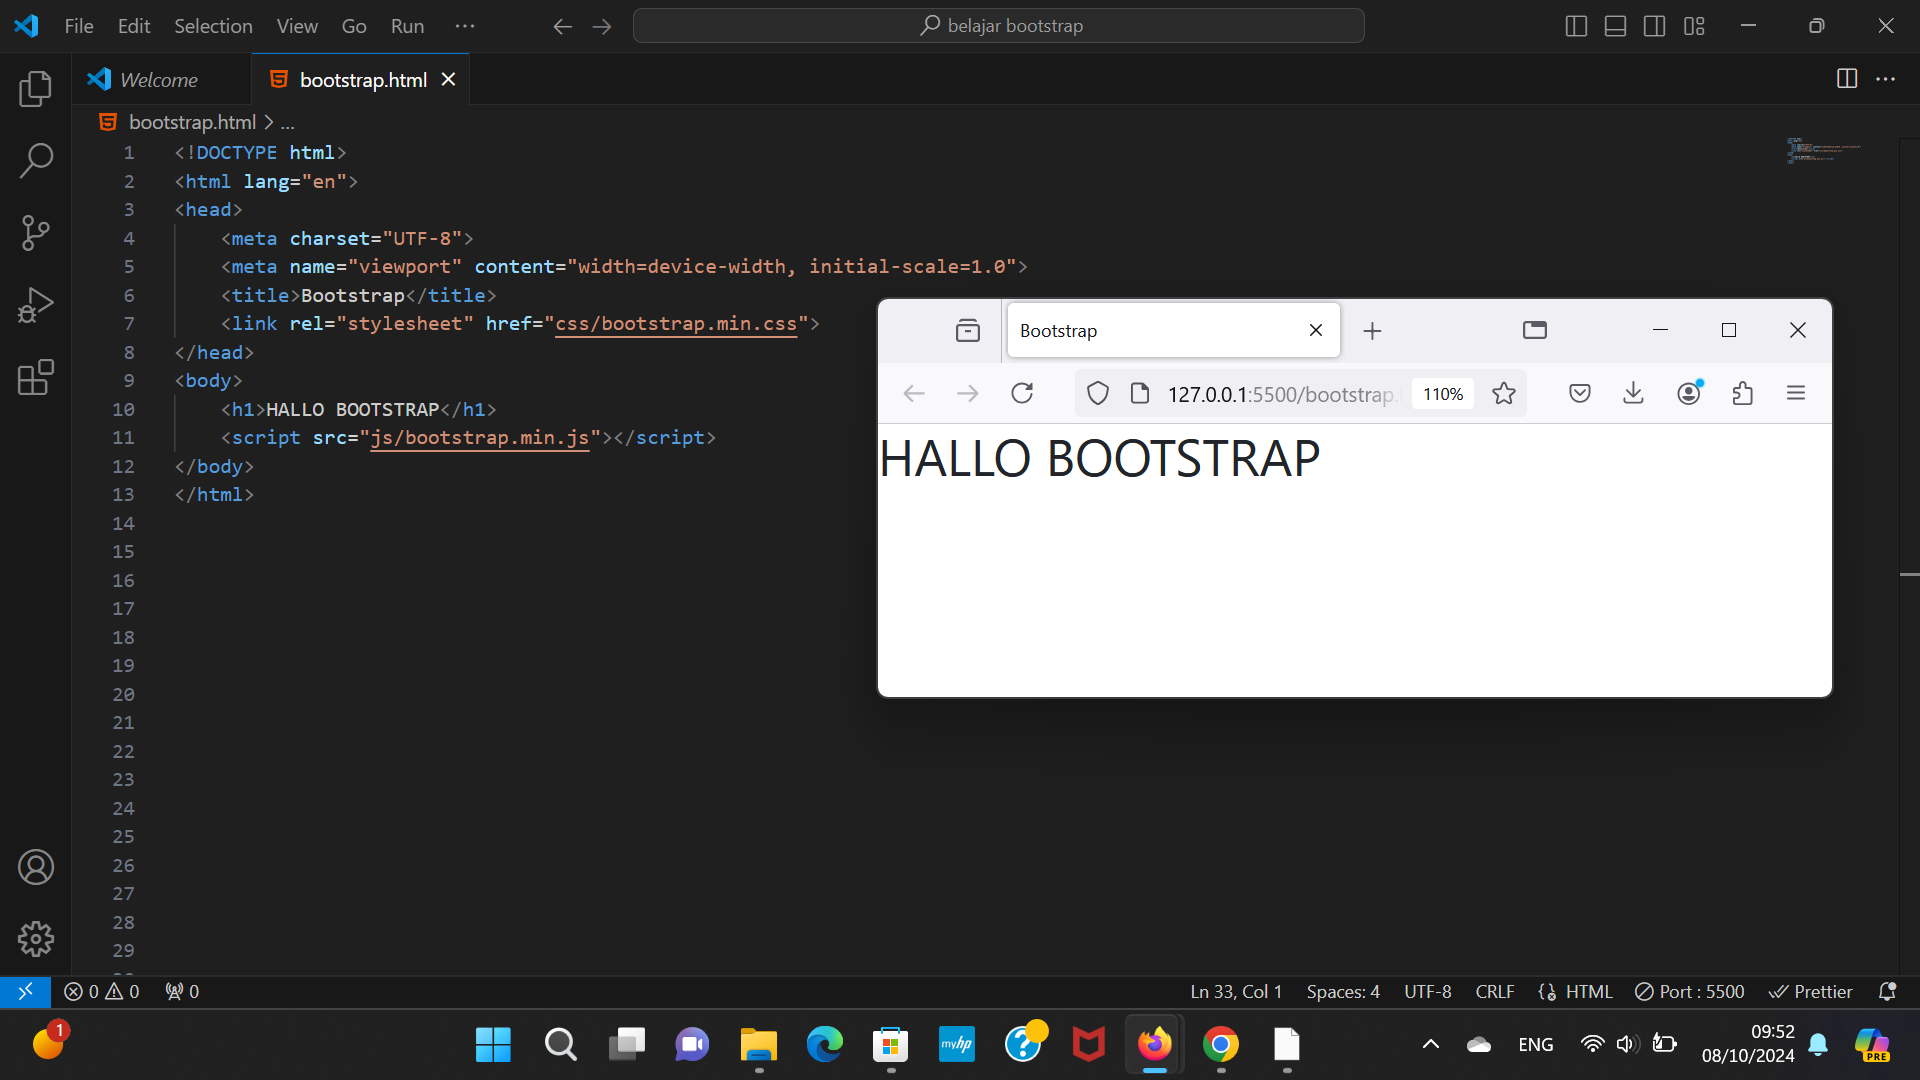 File Edit Selection View Go Run ··· belajar bootstrap
Welcome bootstrap.html
bootstrap.html > ...
1 <!DOCTYPE html>
2 <html lang="en">
3 <head>
4 <meta charset="UTF-8">
5 <meta name="viewport" content="width=device-width, initial-scale=1.0">
6 <title>Bootstrap</title>
7 <link rel="stylesheet" href="css/bootstrap.min.css">
8 </head>
9 <body>
10 <h1>HALLO BOOTSTRAP</h1>
11 <script src="js/bootstrap.min.js"></script>
12 </body>
13 </html>
14
15
16
17
18
19
20
21
22
23
24
25
26
27
28
29
Bootstrap
127.0.0.1:5500/bootstrap. 110%
HALLO BOOTSTRAP
0 0 0 Ln 33, Col 1 Spaces: 4 UTF-8 CRLF HTML Port : 5500 Prettier
1 myhp ENG 09:52
08/10/2024 PRE